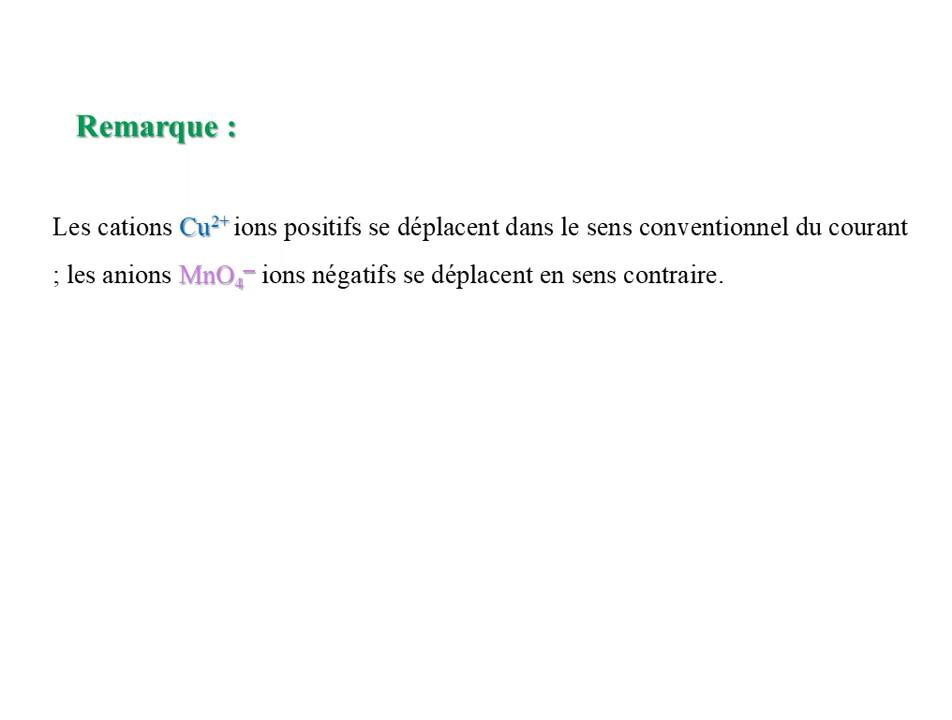 Remarque :
Les cations Cu²⁺ ions positifs se déplacent dans le sens conventionnel du courant
; les anions MnO₄⁻ ions négatifs se déplacent en sens contraire.